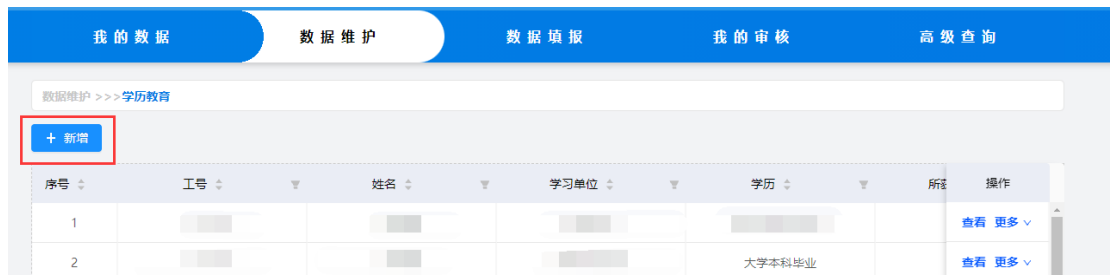 我的数据 数据维护 数据填报 我的审核 高级查询
数据维护 >>>学历教育
+ 新增
序号 工号 姓名 学习单位 学历 所 操作
1 查看 更多
2 大学本科毕业 查看 更多